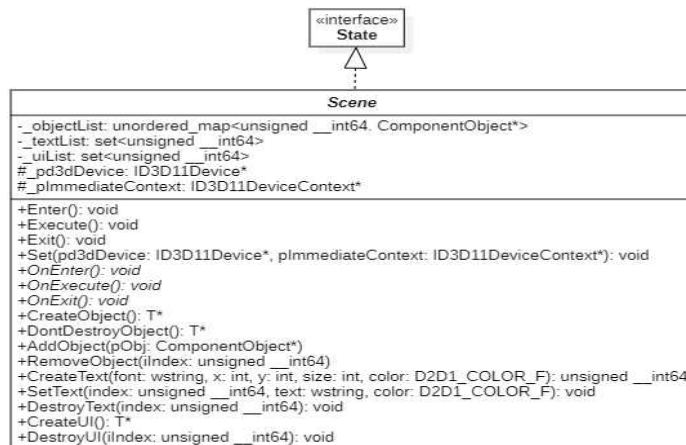 «interface»
State
Scene
-_objectList: unordered_map<unsigned __int64. ComponentObject*>
-_textList: set<unsigned __int64>
-_uiList: set<unsigned __int64>
#_pd3dDevice: ID3D11Device*
#_pImmediateContext: ID3D11DeviceContext*
+Enter(): void
+Execute(): void
+Exit(): void
+Set(pd3dDevice: ID3D11Device*, pImmediateContext: ID3D11DeviceContext*): void
+OnEnter(): void
+OnExecute(): void
+OnExit(): void
+CreateObject(): T*
+DontDestroyObject(): T*
+AddObject(pObj: ComponentObject*)
+RemoveObject(iIndex: unsigned __int64)
+CreateText(font: wstring, x: int, y: int, size: int, color: D2D1_COLOR_F): unsigned __int64
+SetText(index: unsigned __int64, text: wstring, color: D2D1_COLOR_F): void
+DestroyText(index: unsigned __int64): void
+CreateUI(): T*
+DestroyUI(iIndex: unsigned __int64): void